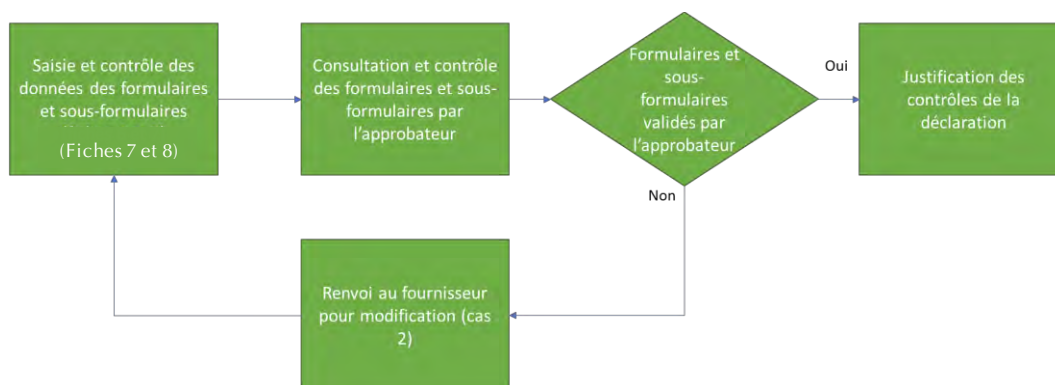 Saisie et contrôle des
données des formulaires
et sous-formulaires
(Fiches 7 et 8)
Consultation et contrôle
des formulaires et sous-
formulaires par
l'approbateur
Formulaires et
sous-
formulaires
validés par
l'approbateur
Oui
Justification des
contrôles de la
déclaration
Non
Renvoi au fournisseur
pour modification (cas
2)